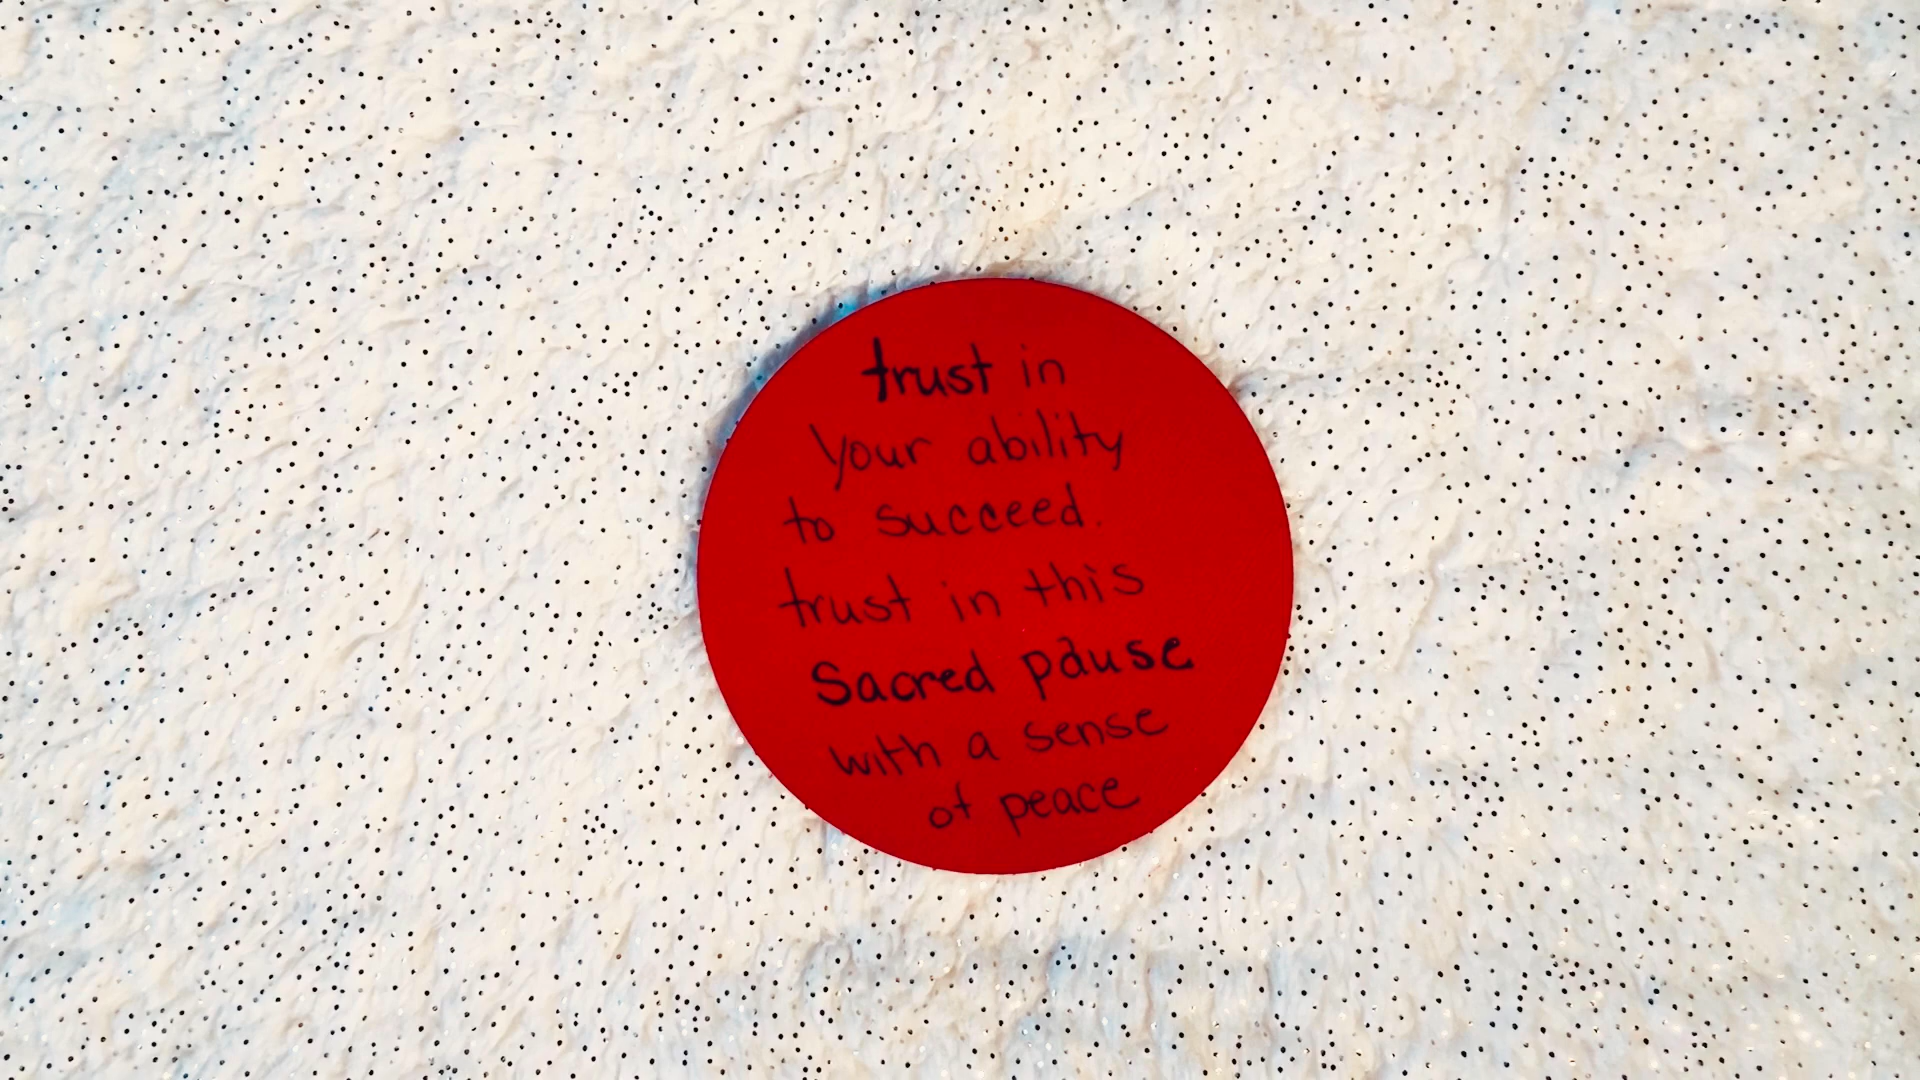 trust in
Your ability
to succeed.
trust in this
Sacred pause
with a sense
of peace